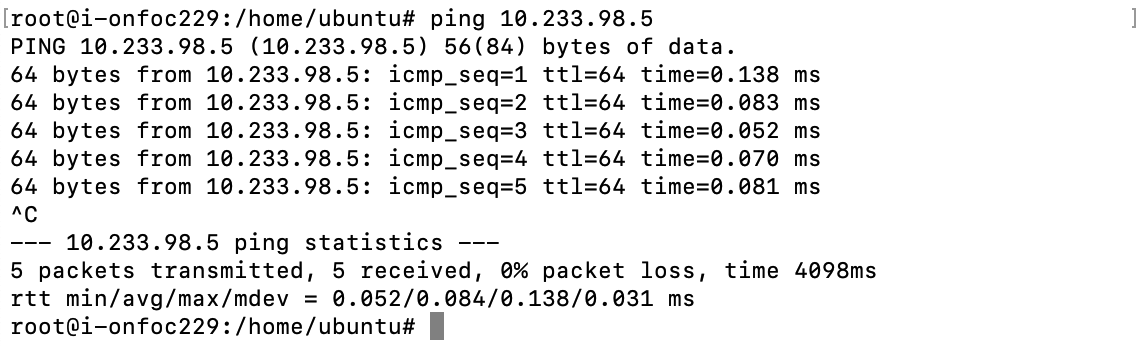 [root@i-onfoc229:/home/ubuntu# ping 10.233.98.5 ]
PING 10.233.98.5 (10.233.98.5) 56(84) bytes of data.
64 bytes from 10.233.98.5: icmp_seq=1 ttl=64 time=0.138 ms
64 bytes from 10.233.98.5: icmp_seq=2 ttl=64 time=0.083 ms
64 bytes from 10.233.98.5: icmp_seq=3 ttl=64 time=0.052 ms
64 bytes from 10.233.98.5: icmp_seq=4 ttl=64 time=0.070 ms
64 bytes from 10.233.98.5: icmp_seq=5 ttl=64 time=0.081 ms
^C
--- 10.233.98.5 ping statistics ---
5 packets transmitted, 5 received, 0% packet loss, time 4098ms
rtt min/avg/max/mdev = 0.052/0.084/0.138/0.031 ms
root@i-onfoc229:/home/ubuntu#